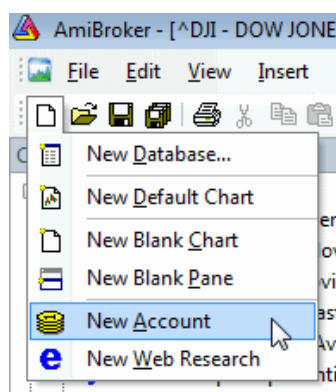 AmiBroker - [^DJI - DOW JONE
File Edit View Insert
New Database...
New Default Chart
New Blank Chart
New Blank Pane
New Account
New Web Research